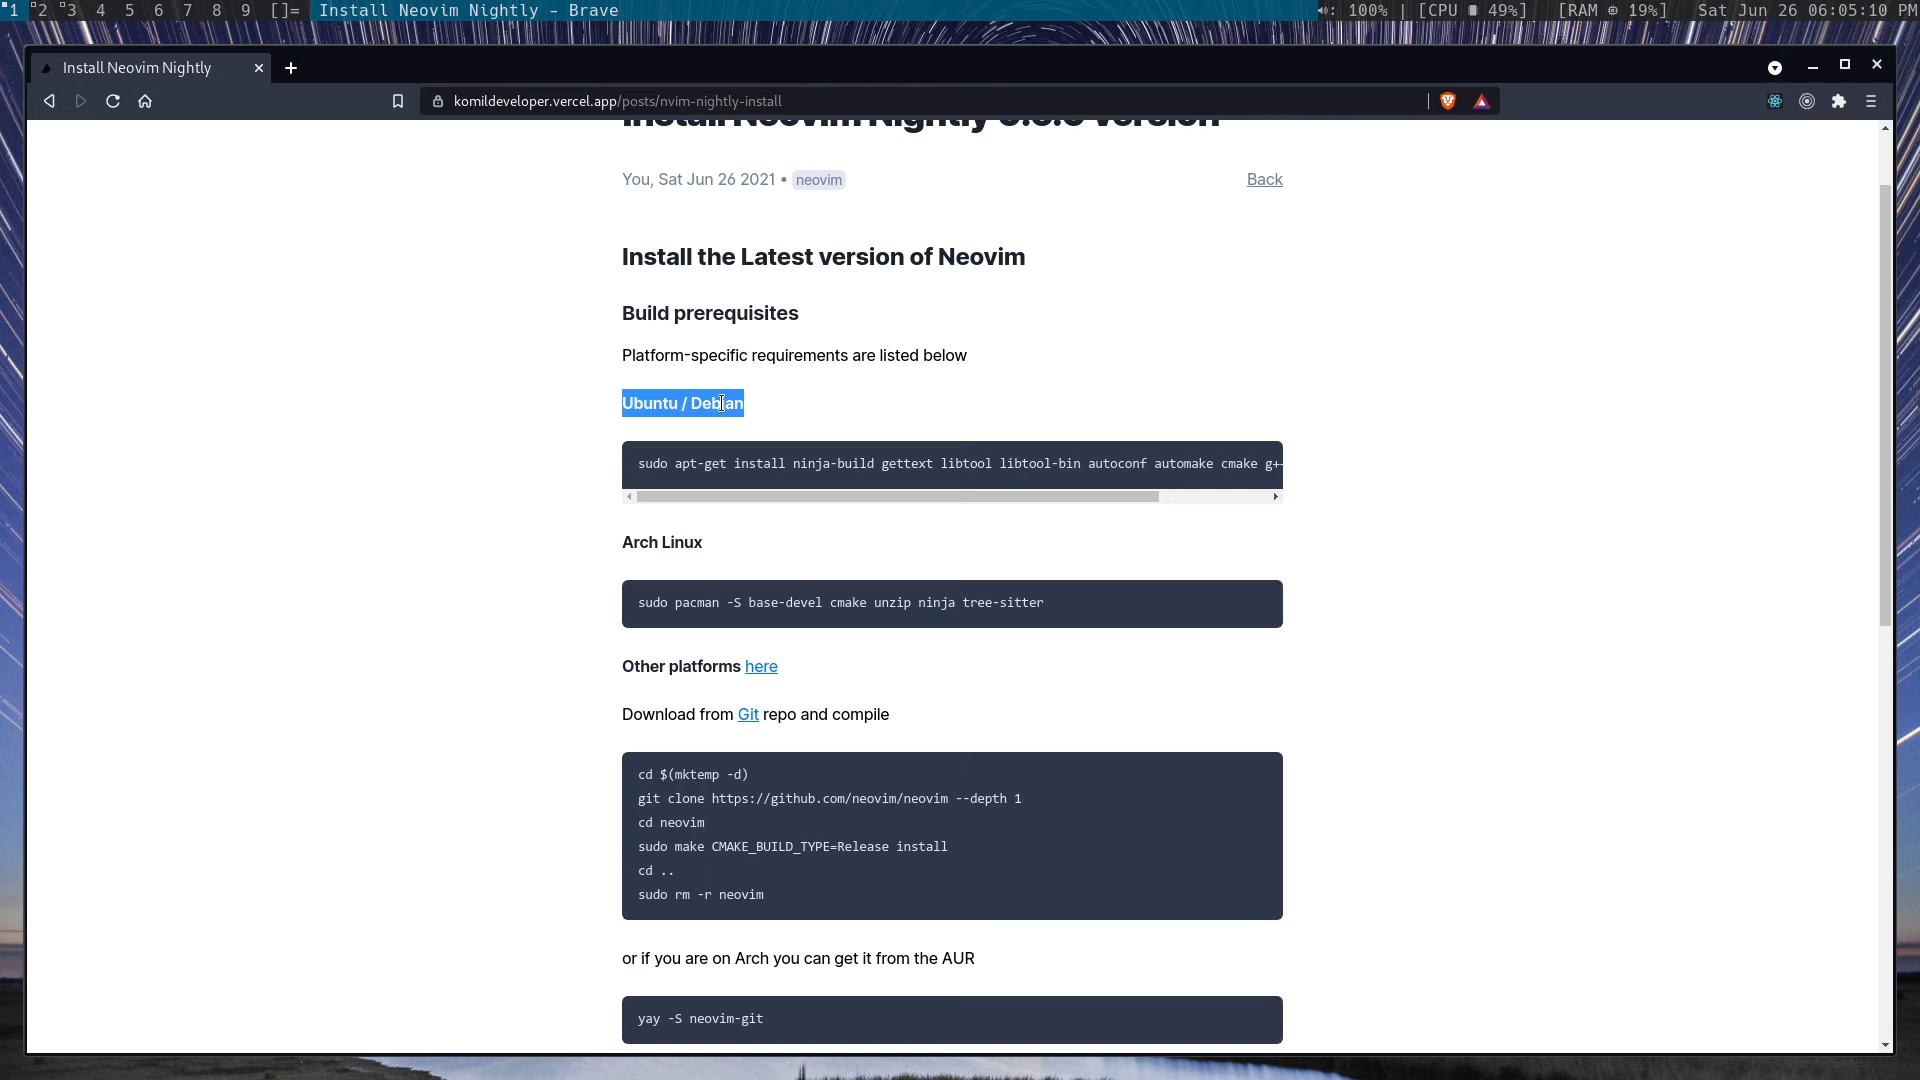 1 2 3 4 5 6 7 8 9 []= Install Neovim Nightly - Brave : 100% | [CPU 49%] [RAM 19%] Sat Jun 26 06:05:10 PM
Install Neovim Nightly
komildeveloper.vercel.app/posts/nvim-nightly-install
Install Neovim Nightly
You, Sat Jun 26 2021 • neovim Back
Install the Latest version of Neovim
Build prerequisites
Platform-specific requirements are listed below
Ubuntu / Debian
sudo apt-get install ninja-build gettext libtool libtool-bin autoconf automake cmake g+
Arch Linux
sudo pacman -S base-devel cmake unzip ninja tree-sitter
Other platforms here
Download from Git repo and compile
cd $(mktemp -d)
git clone https://github.com/neovim/neovim --depth 1
cd neovim
sudo make CMAKE_BUILD_TYPE=Release install
cd ..
sudo rm -r neovim
or if you are on Arch you can get it from the AUR
yay -S neovim-git